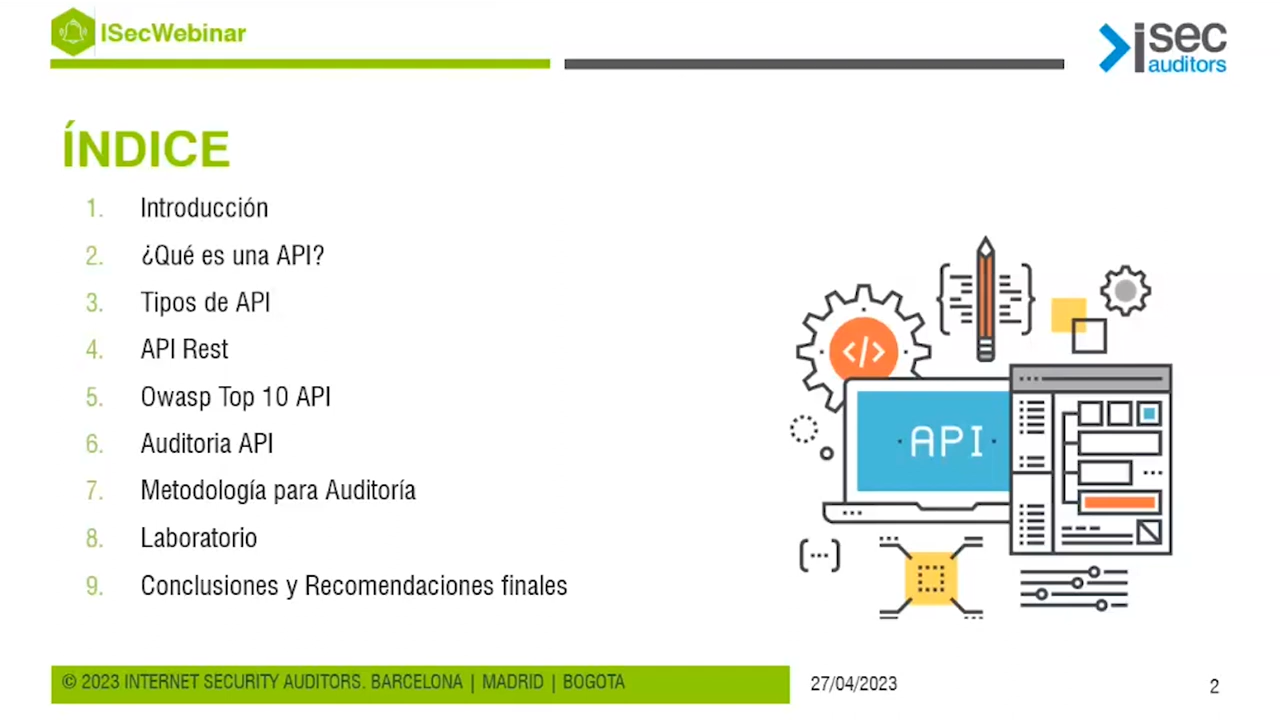 ISecWebinar
isec
auditors
ÍNDICE
1. Introducción
2. ¿Qué es una API?
3. Tipos de API
4. API Rest
5. Owasp Top 10 API
6. Auditoria API
7. Metodología para Auditoría
8. Laboratorio
9. Conclusiones y Recomendaciones finales
</>
API
© 2023 INTERNET SECURITY AUDITORS. BARCELONA | MADRID | BOGOTA
27/04/2023
2